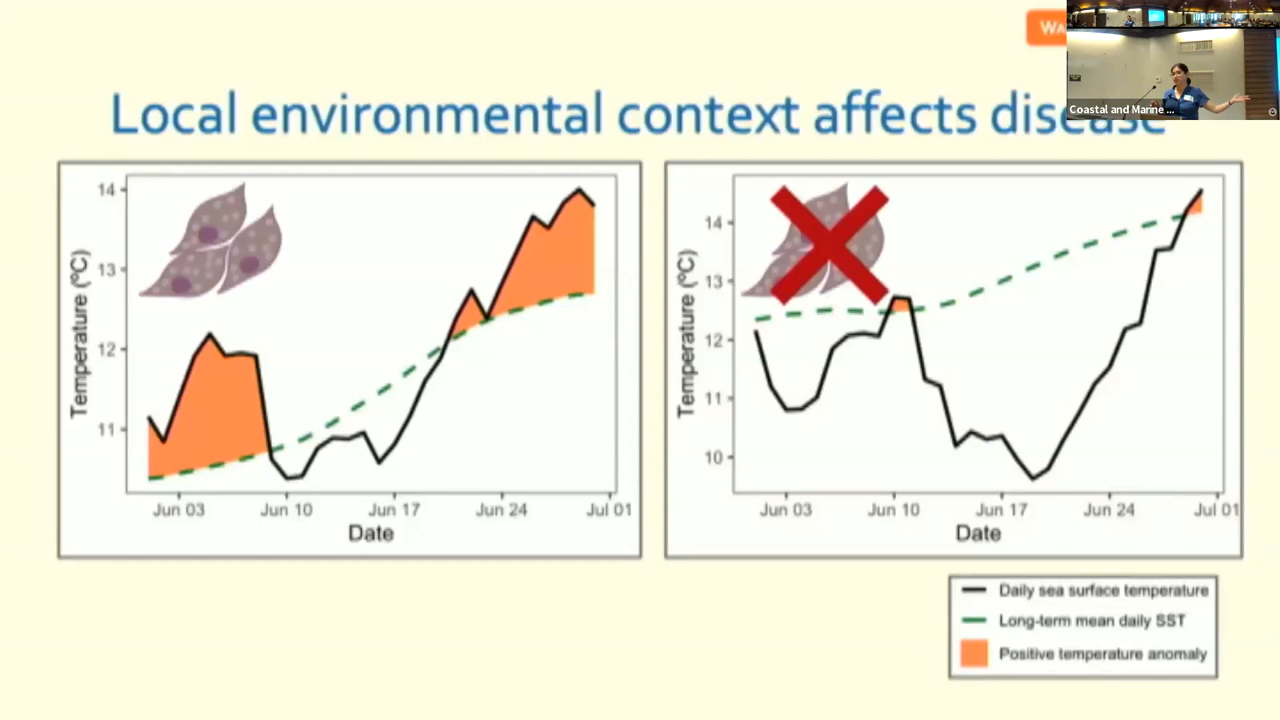 Local environmental context affects disease
Coastal and Marine ...
Temperature (ºC)
14
13
12
11
Jun 03
Jun 10
Jun 17
Jun 24
Jul 01
Date
Temperature (ºC)
14
13
12
11
10
Jun 03
Jun 10
Jun 17
Jun 24
Jul 01
Date
Daily sea surface temperature
Long-term mean daily SST
Positive temperature anomaly